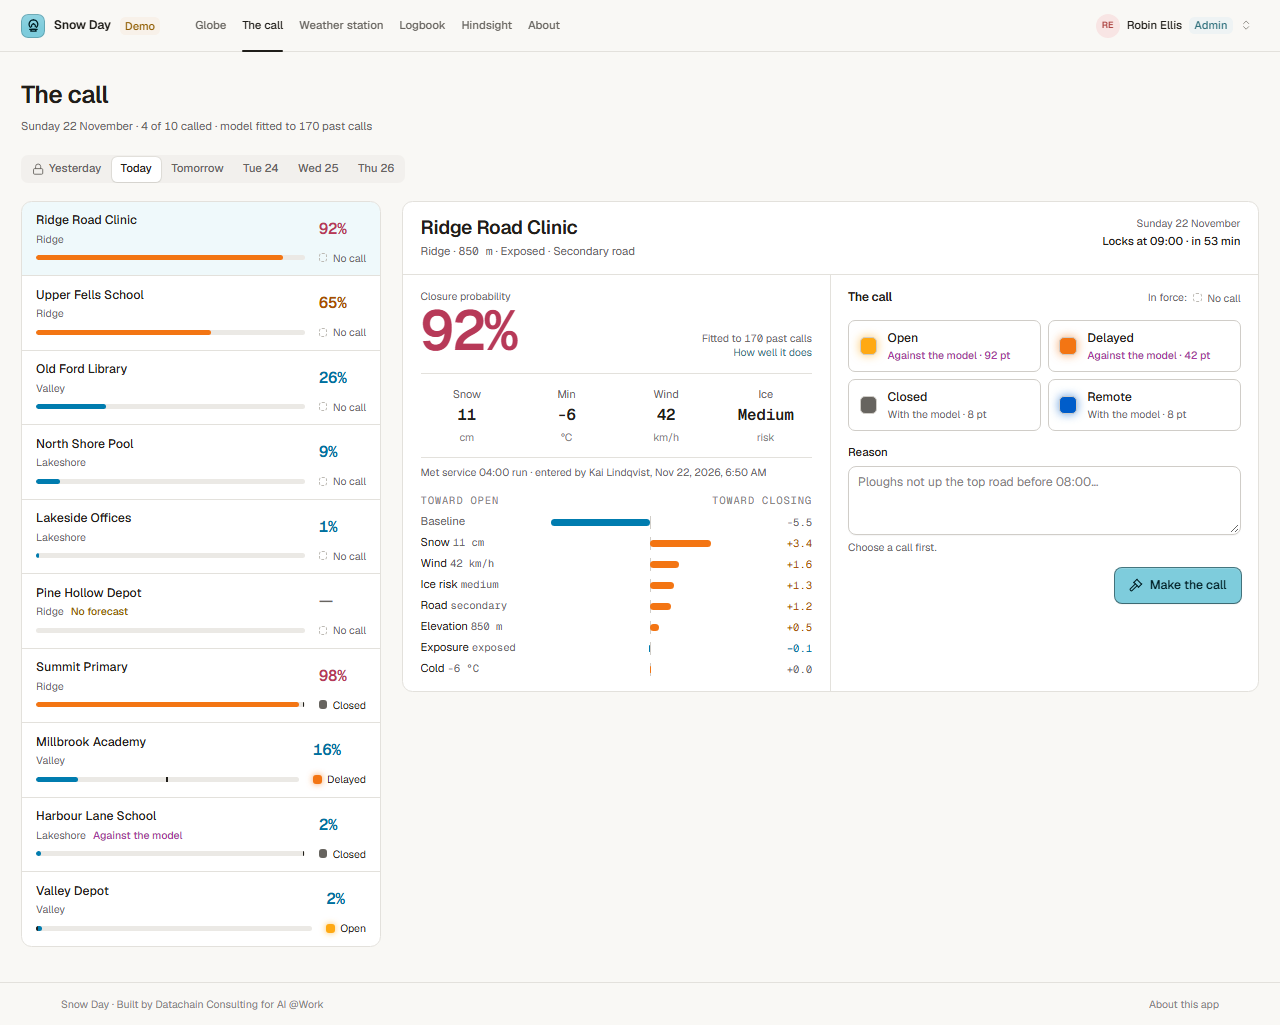 Snow Day Demo Globe The call Weather station Logbook Hindsight About RE Robin Ellis Admin
The call
Sunday 22 November · 4 of 10 called · model fitted to 170 past calls
Yesterday Today Tomorrow Tue 24 Wed 25 Thu 26
Ridge Road Clinic
92%
Ridge
No call
Upper Fells School
65%
Ridge
No call
Old Ford Library
26%
Valley
No call
North Shore Pool
9%
Lakeshore
No call
Lakeside Offices
1%
Lakeshore
No call
Pine Hollow Depot
—
Ridge No forecast
No call
Summit Primary
98%
Ridge
Closed
Millbrook Academy
16%
Valley
Delayed
Harbour Lane School
2%
Lakeshore Against the model
Closed
Valley Depot
2%
Valley
Open
Ridge Road Clinic
Ridge · 850 m · Exposed · Secondary road
Sunday 22 November
Locks at 09:00 · in 53 min
Closure probability
92%
Fitted to 170 past calls
How well it does
Snow Min Wind Ice
11 -6 42 Medium
cm °C km/h risk
Met service 04:00 run · entered by Kai Lindqvist, Nov 22, 2026, 6:50 AM
TOWARD OPEN TOWARD CLOSING
Baseline -5.5
Snow 11 cm +3.4
Wind 42 km/h +1.6
Ice risk medium +1.3
Road secondary +1.2
Elevation 850 m +0.5
Exposure exposed -0.1
Cold -6 °C +0.0
The call
In force: No call
Open
Against the model · 92 pt
Delayed
Against the model · 42 pt
Closed
With the model · 8 pt
Remote
With the model · 8 pt
Reason
Ploughs not up the top road before 08:00…
Choose a call first.
Make the call
Snow Day · Built by Datachain Consulting for AI @Work
About this app